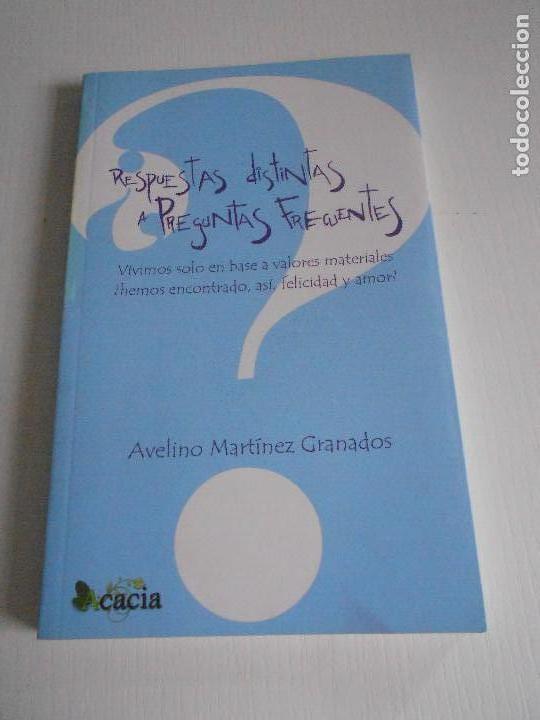 RESPUESTAS DISTINTAS
A PREGUNTAS FRECUENTES
Vivimos solo en base a valores materiales
¿hemos encontrado, así, felicidad y amor?
Avelino Martínez Granados
Acacia
todocoleccion.net